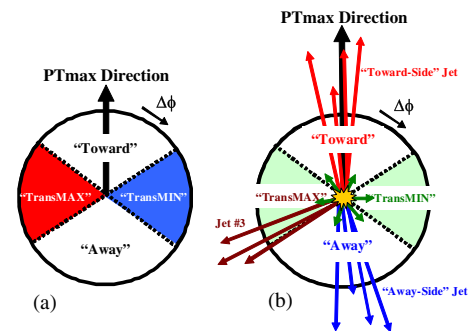 PTmax Direction
Δϕ
“Toward”
“TransMAX”
“TransMIN”
“Away”
(a)
PTmax Direction
“Toward-Side” Jet
Δϕ
“Toward”
“TransMAX”
TransMIN”
Jet #3
“Away”
“Away-Side” Jet
(b)